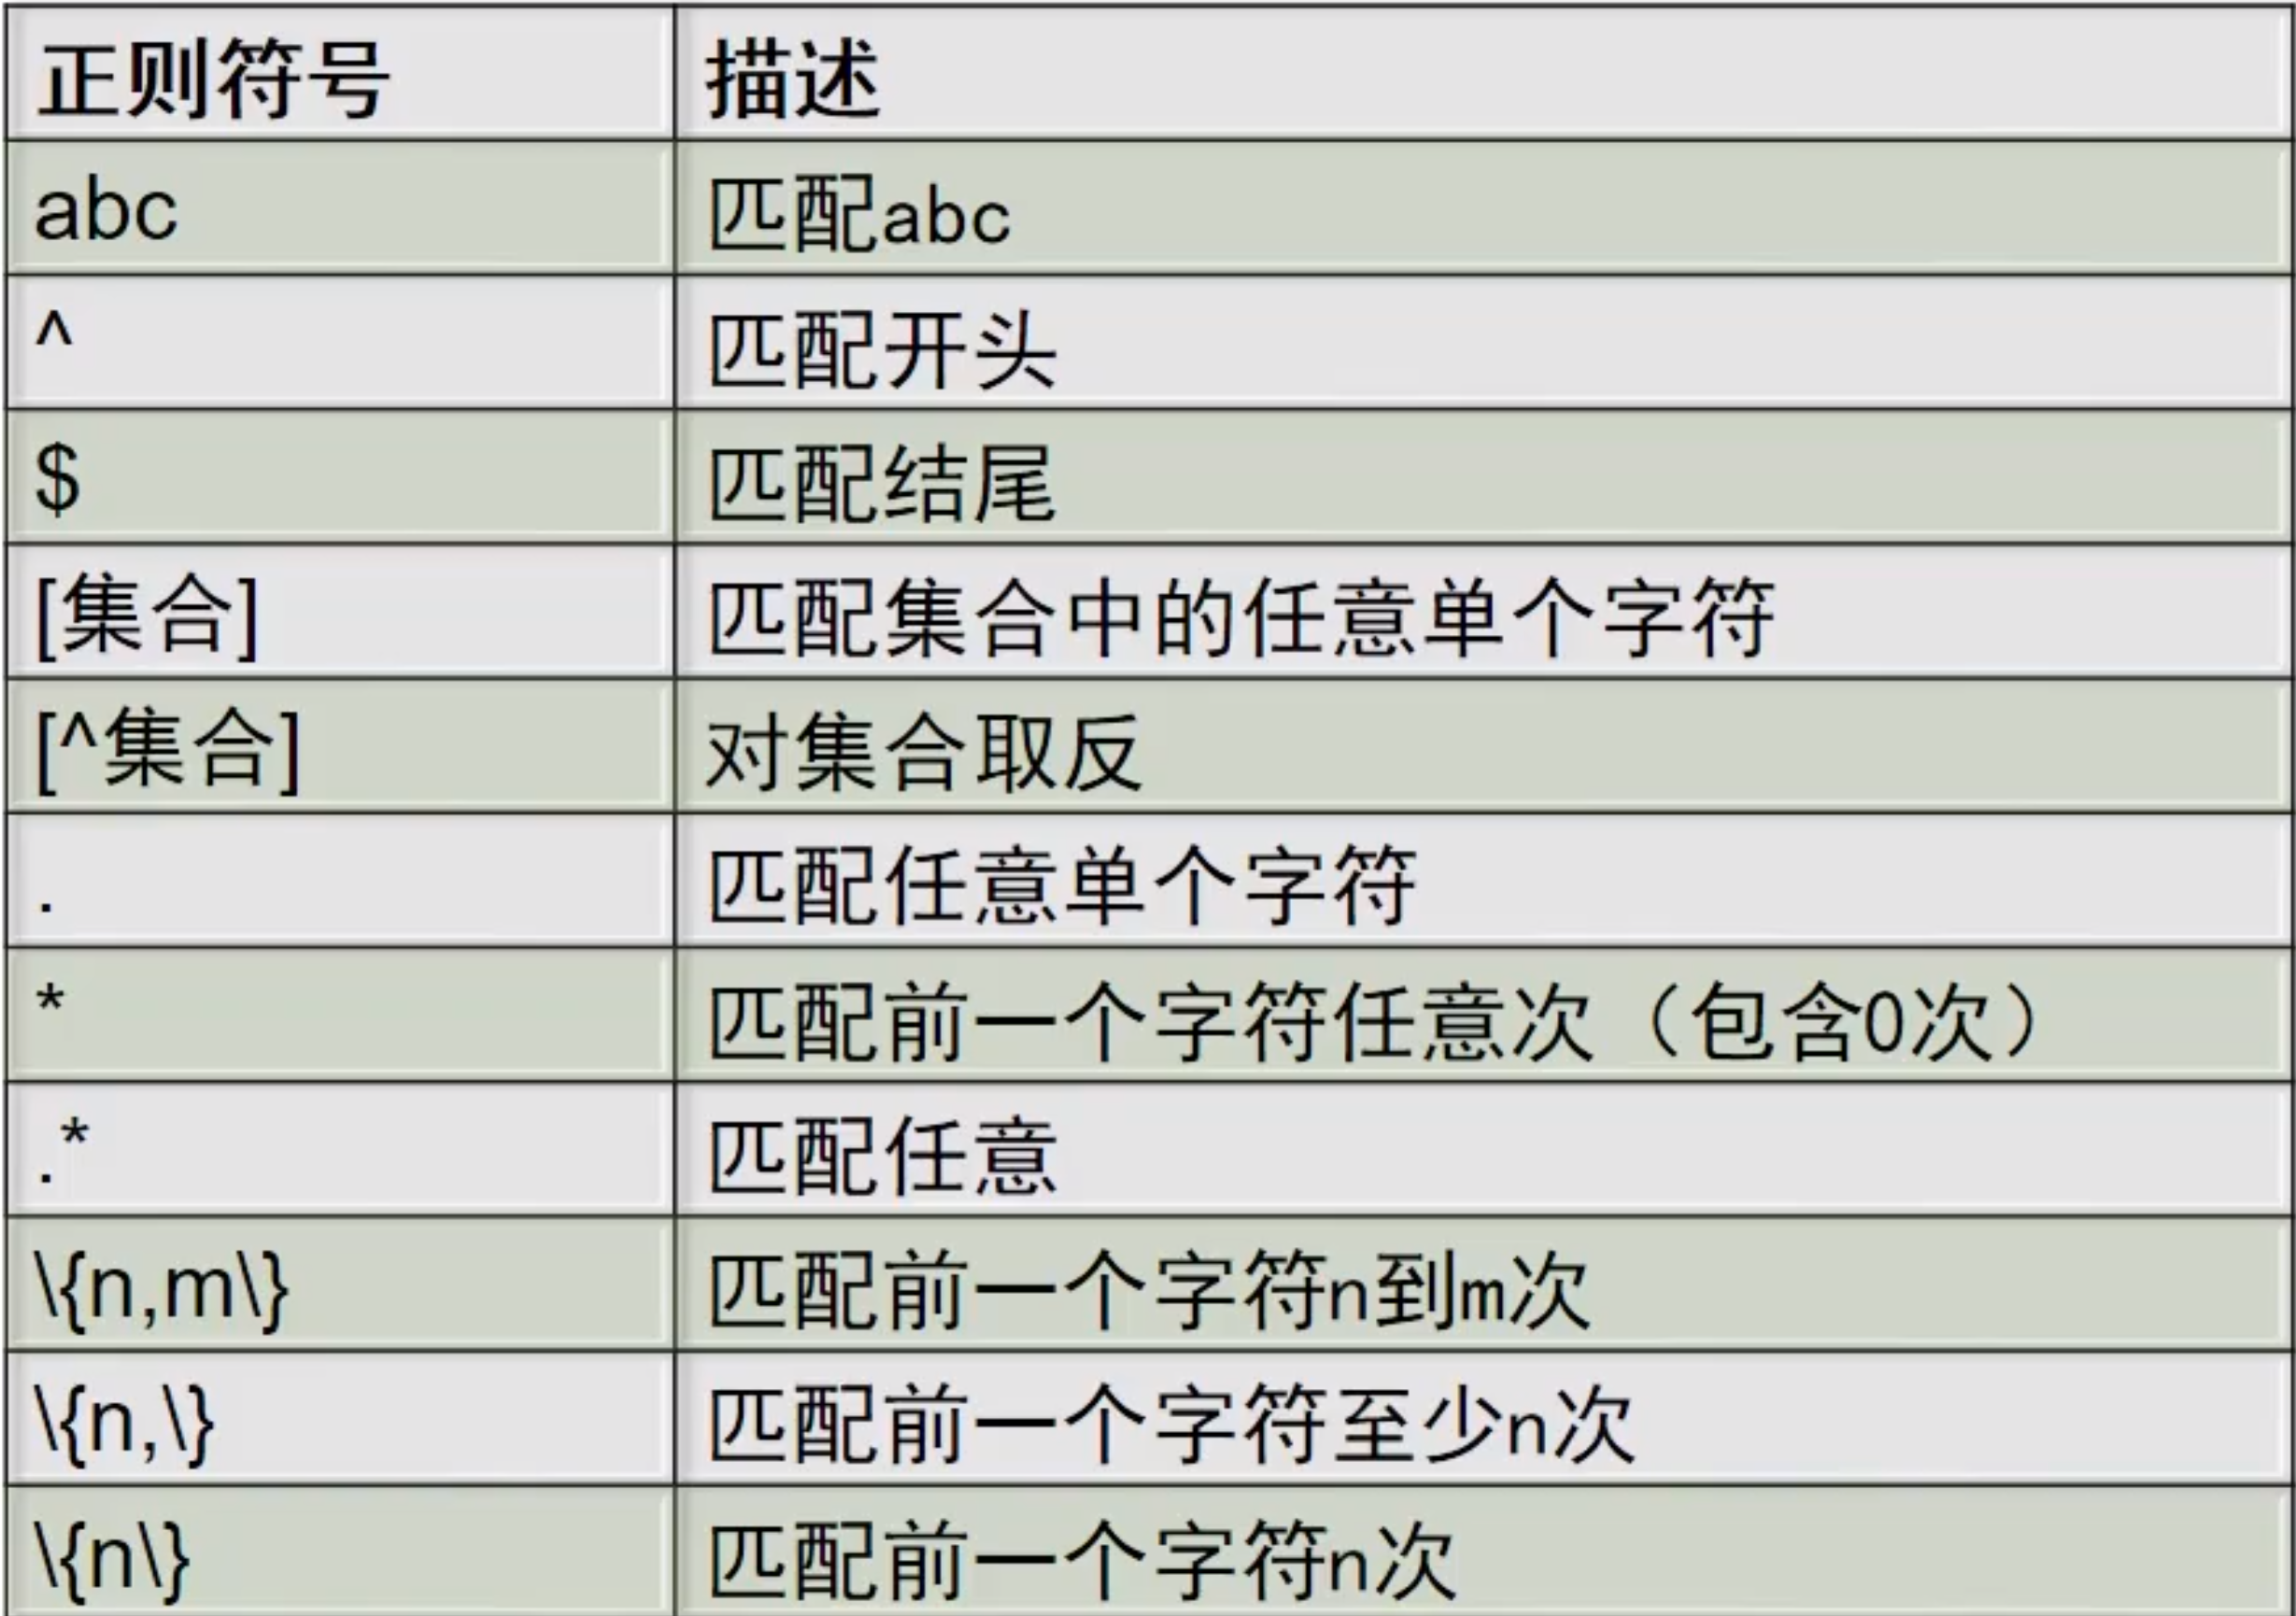 正则符号 描述
abc 匹配abc
^ 匹配开头
$ 匹配结尾
[集合] 匹配集合中的任意单个字符
[^集合] 对集合取反
. 匹配任意单个字符
* 匹配前一个字符任意次（包含0次）
.* 匹配任意
\{n,m\} 匹配前一个字符n到m次
\{n,\} 匹配前一个字符至少n次
\{n\} 匹配前一个字符n次